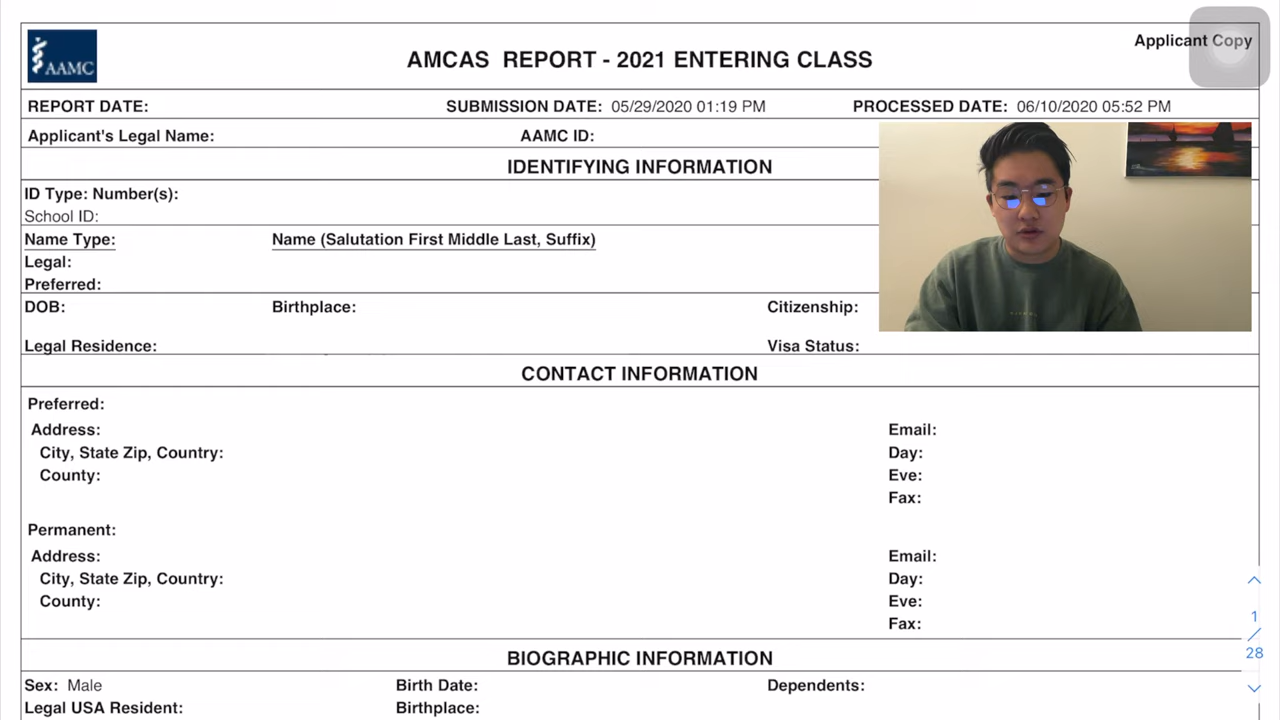 AAMC
AMCAS REPORT - 2021 ENTERING CLASS
Applicant Copy
REPORT DATE: SUBMISSION DATE: 05/29/2020 01:19 PM PROCESSED DATE: 06/10/2020 05:52 PM
Applicant's Legal Name: AAMC ID:
IDENTIFYING INFORMATION
ID Type: Number(s):
School ID:
Name Type: Name (Salutation First Middle Last, Suffix)
Legal:
Preferred:
DOB: Birthplace: Citizenship:
Legal Residence: Visa Status:
CONTACT INFORMATION
Preferred:
Address: Email:
City, State Zip, Country: Day:
County: Eve:
Fax:
Permanent:
Address: Email:
City, State Zip, Country: Day:
County: Eve:
Fax:
1
/
28
BIOGRAPHIC INFORMATION
Sex: Male Birth Date: Dependents:
Legal USA Resident: Birthplace: